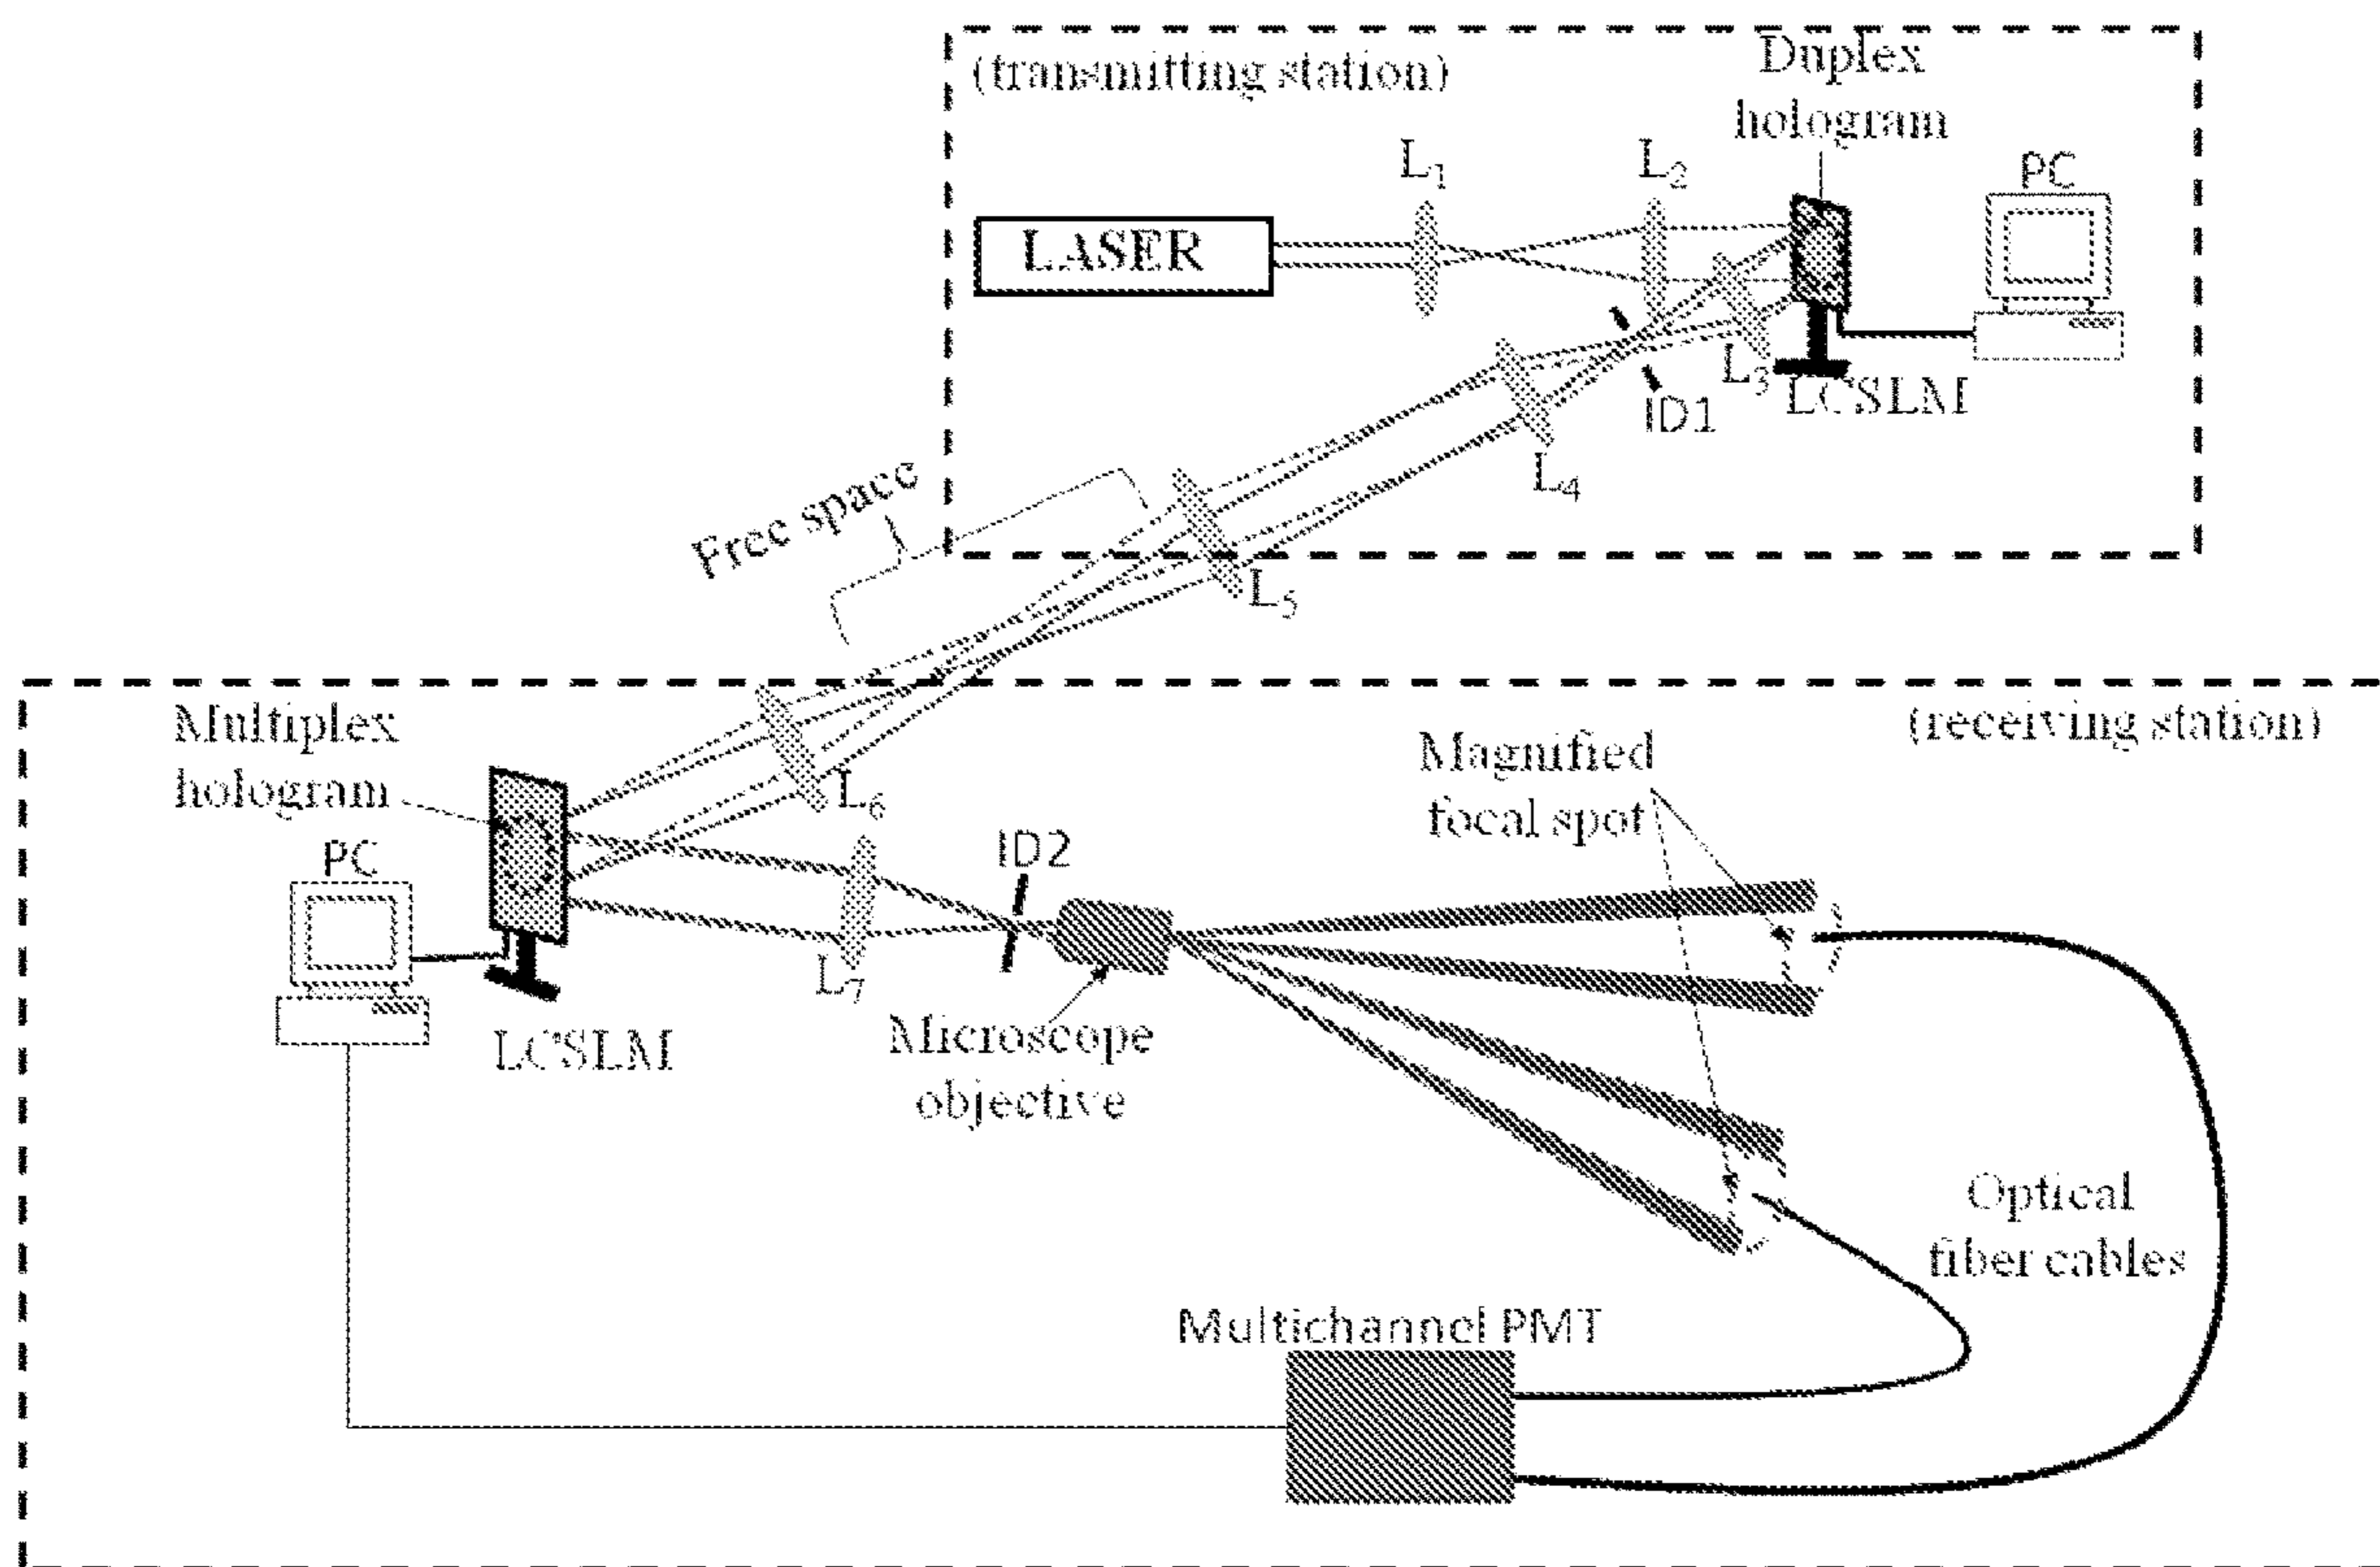 (transmitting station)
Duplex
hologram
PC
L1
L2
LASER
L3
LCSLM
ID1
L4
Free space
L5
(receiving station)
Multiplex
hologram
L6
Magnified
focal spot
PC
ID2
L7
LCSLM
Microscope
objective
Optical
fiber cables
Multichannel PMT